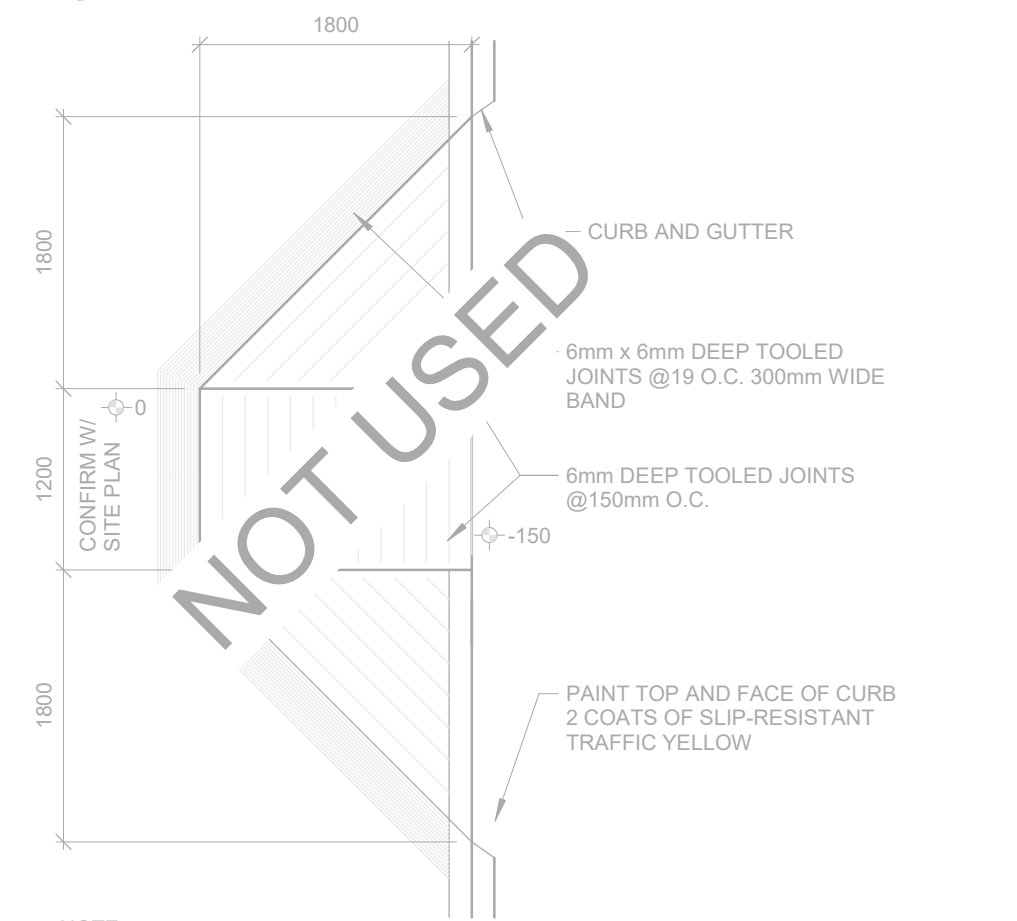 1800
CURB AND GUTTER
1800
6mm x 6mm DEEP TOOLED
JOINTS @19 O.C. 300mm WIDE
BAND
0
CONFIRM W/
SITE PLAN
1200
6mm DEEP TOOLED JOINTS
@150mm O.C.
-150
NOT USED
1800
PAINT TOP AND FACE OF CURB
2 COATS OF SLIP-RESISTANT
TRAFFIC YELLOW